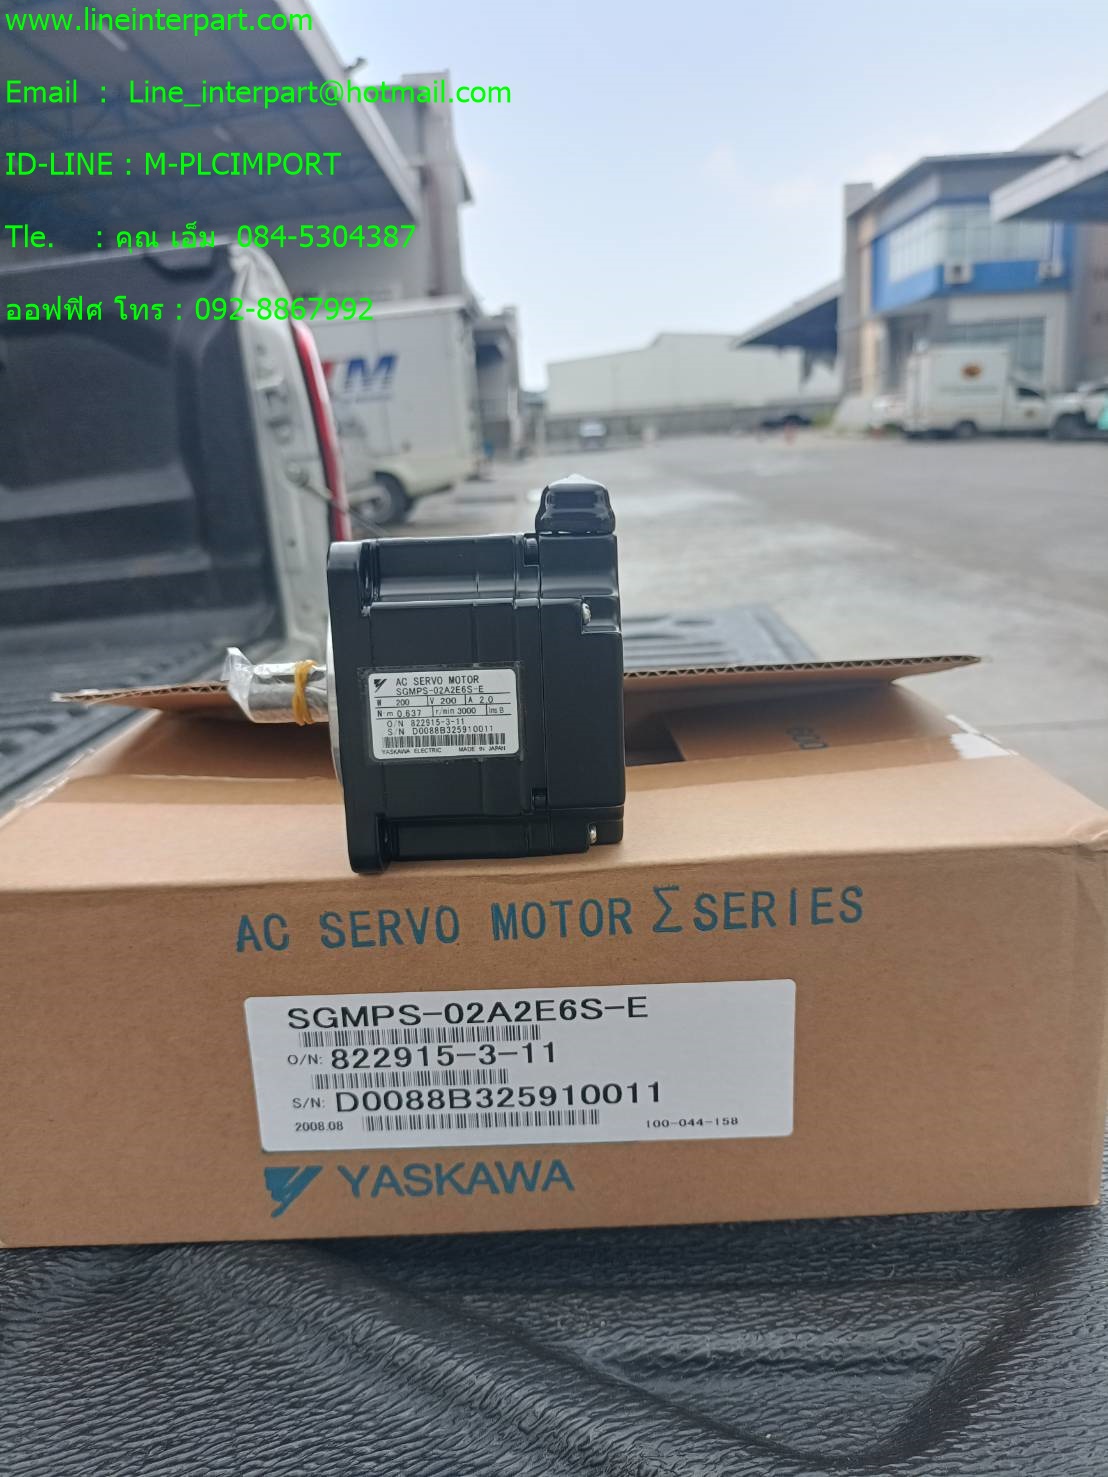 www.lineinterpart.com
Email : Line_interpart@hotmail.com
ID-LINE : M-PLCIMPORT
Tle. : คุณ เอ็ม 084-5304387
ออฟฟิศ โทร : 092-8867992
AC SERVO MOTOR
SGMPS-02A2E6S-E
W 200 V 200 A 2.0
N m 0.637 r/min 3000 Ins B
O/N 822915-3-11
S/N D0088B325910011
YASKAWA ELECTRIC MADE IN JAPAN
AC SERVO MOTOR Σ SERIES
SGMPS-02A2E6S-E
O/N: 822915-3-11
S/N: D0088B325910011
2008.08 100-044-158
YASKAWA